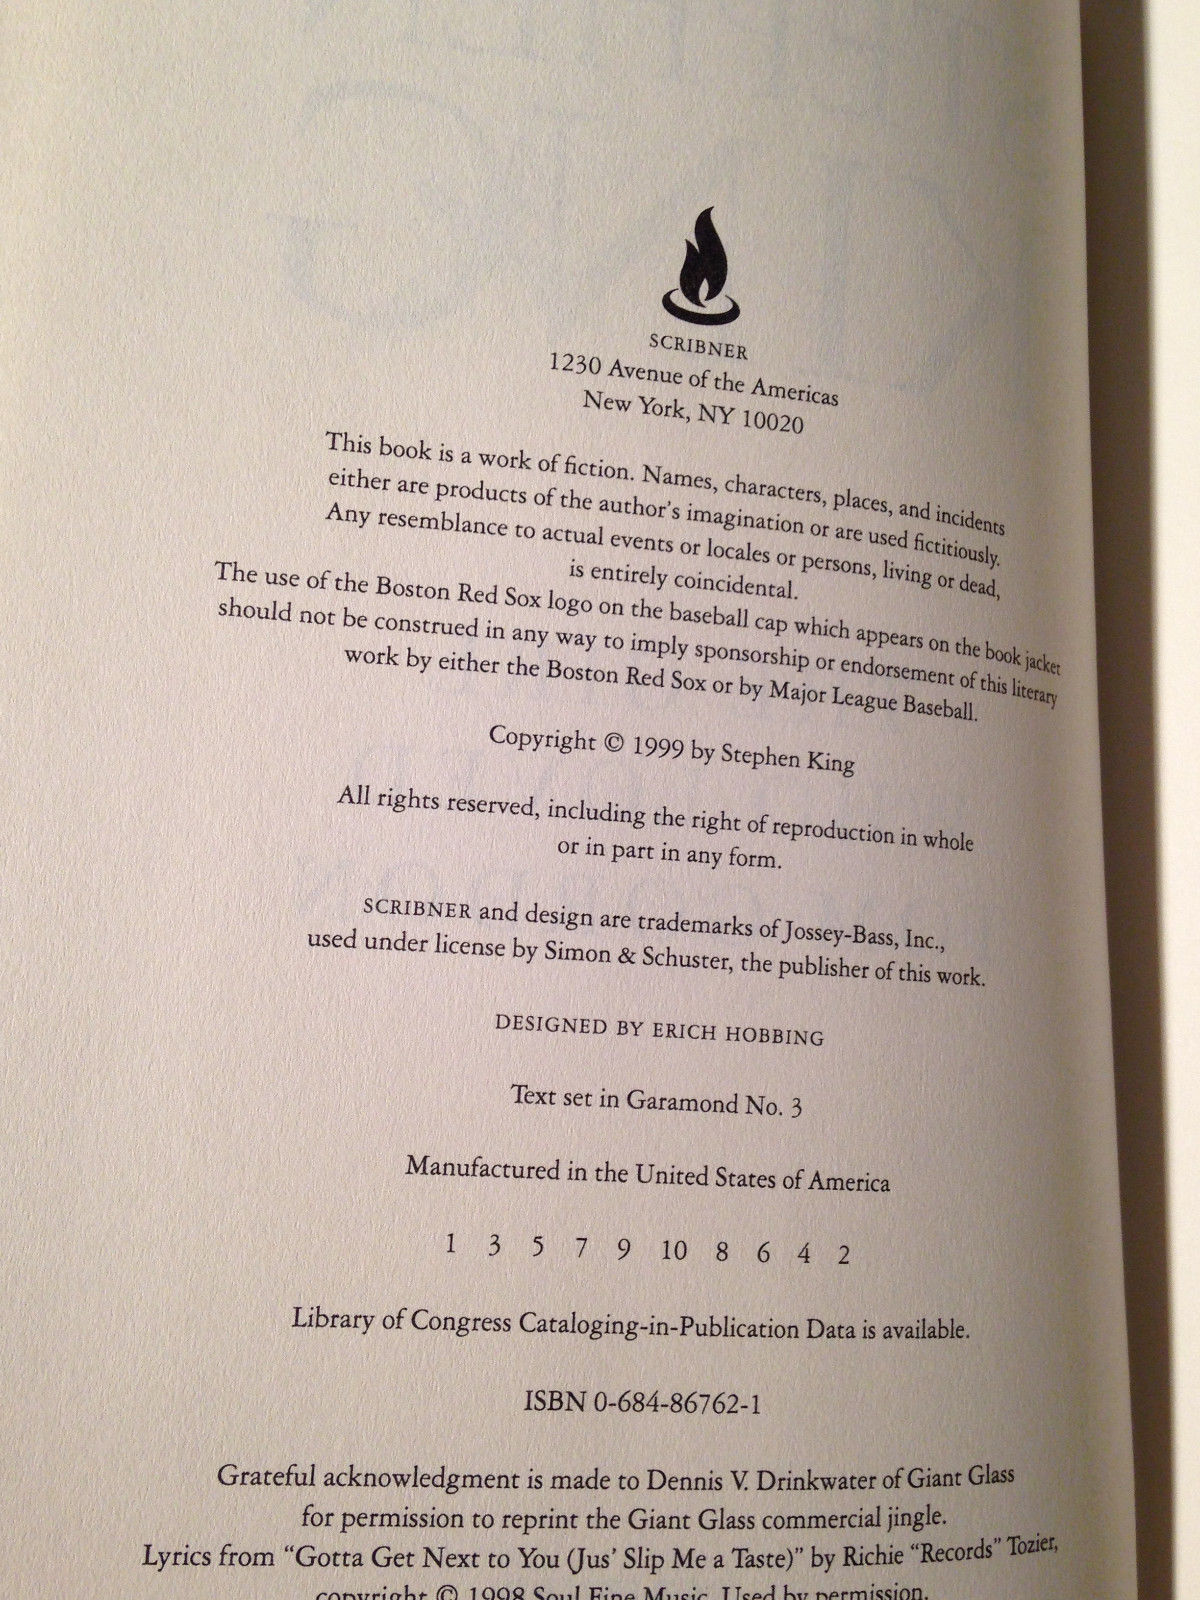 SCRIBNER
1230 Avenue of the Americas
New York, NY 10020
This book is a work of fiction. Names, characters, places, and incidents
either are products of the author's imagination or are used fictitiously.
Any resemblance to actual events or locales or persons, living or dead,
is entirely coincidental.
The use of the Boston Red Sox logo on the baseball cap which appears on the book jacket
should not be construed in any way to imply sponsorship or endorsement of this literary
work by either the Boston Red Sox or by Major League Baseball.
Copyright © 1999 by Stephen King
All rights reserved, including the right of reproduction in whole
or in part in any form.
SCRIBNER and design are trademarks of Jossey-Bass, Inc.,
used under license by Simon & Schuster, the publisher of this work.
DESIGNED BY ERICH HOBBING
Text set in Garamond No. 3
Manufactured in the United States of America
1 3 5 7 9 10 8 6 4 2
Library of Congress Cataloging-in-Publication Data is available.
ISBN 0-684-86762-1
Grateful acknowledgment is made to Dennis V. Drinkwater of Giant Glass
for permission to reprint the Giant Glass commercial jingle.
Lyrics from “Gotta Get Next to You (Jus' Slip Me a Taste)” by Richie “Records” Tozier,
copyright © 1998 Soul Fine Music. Used by permission.